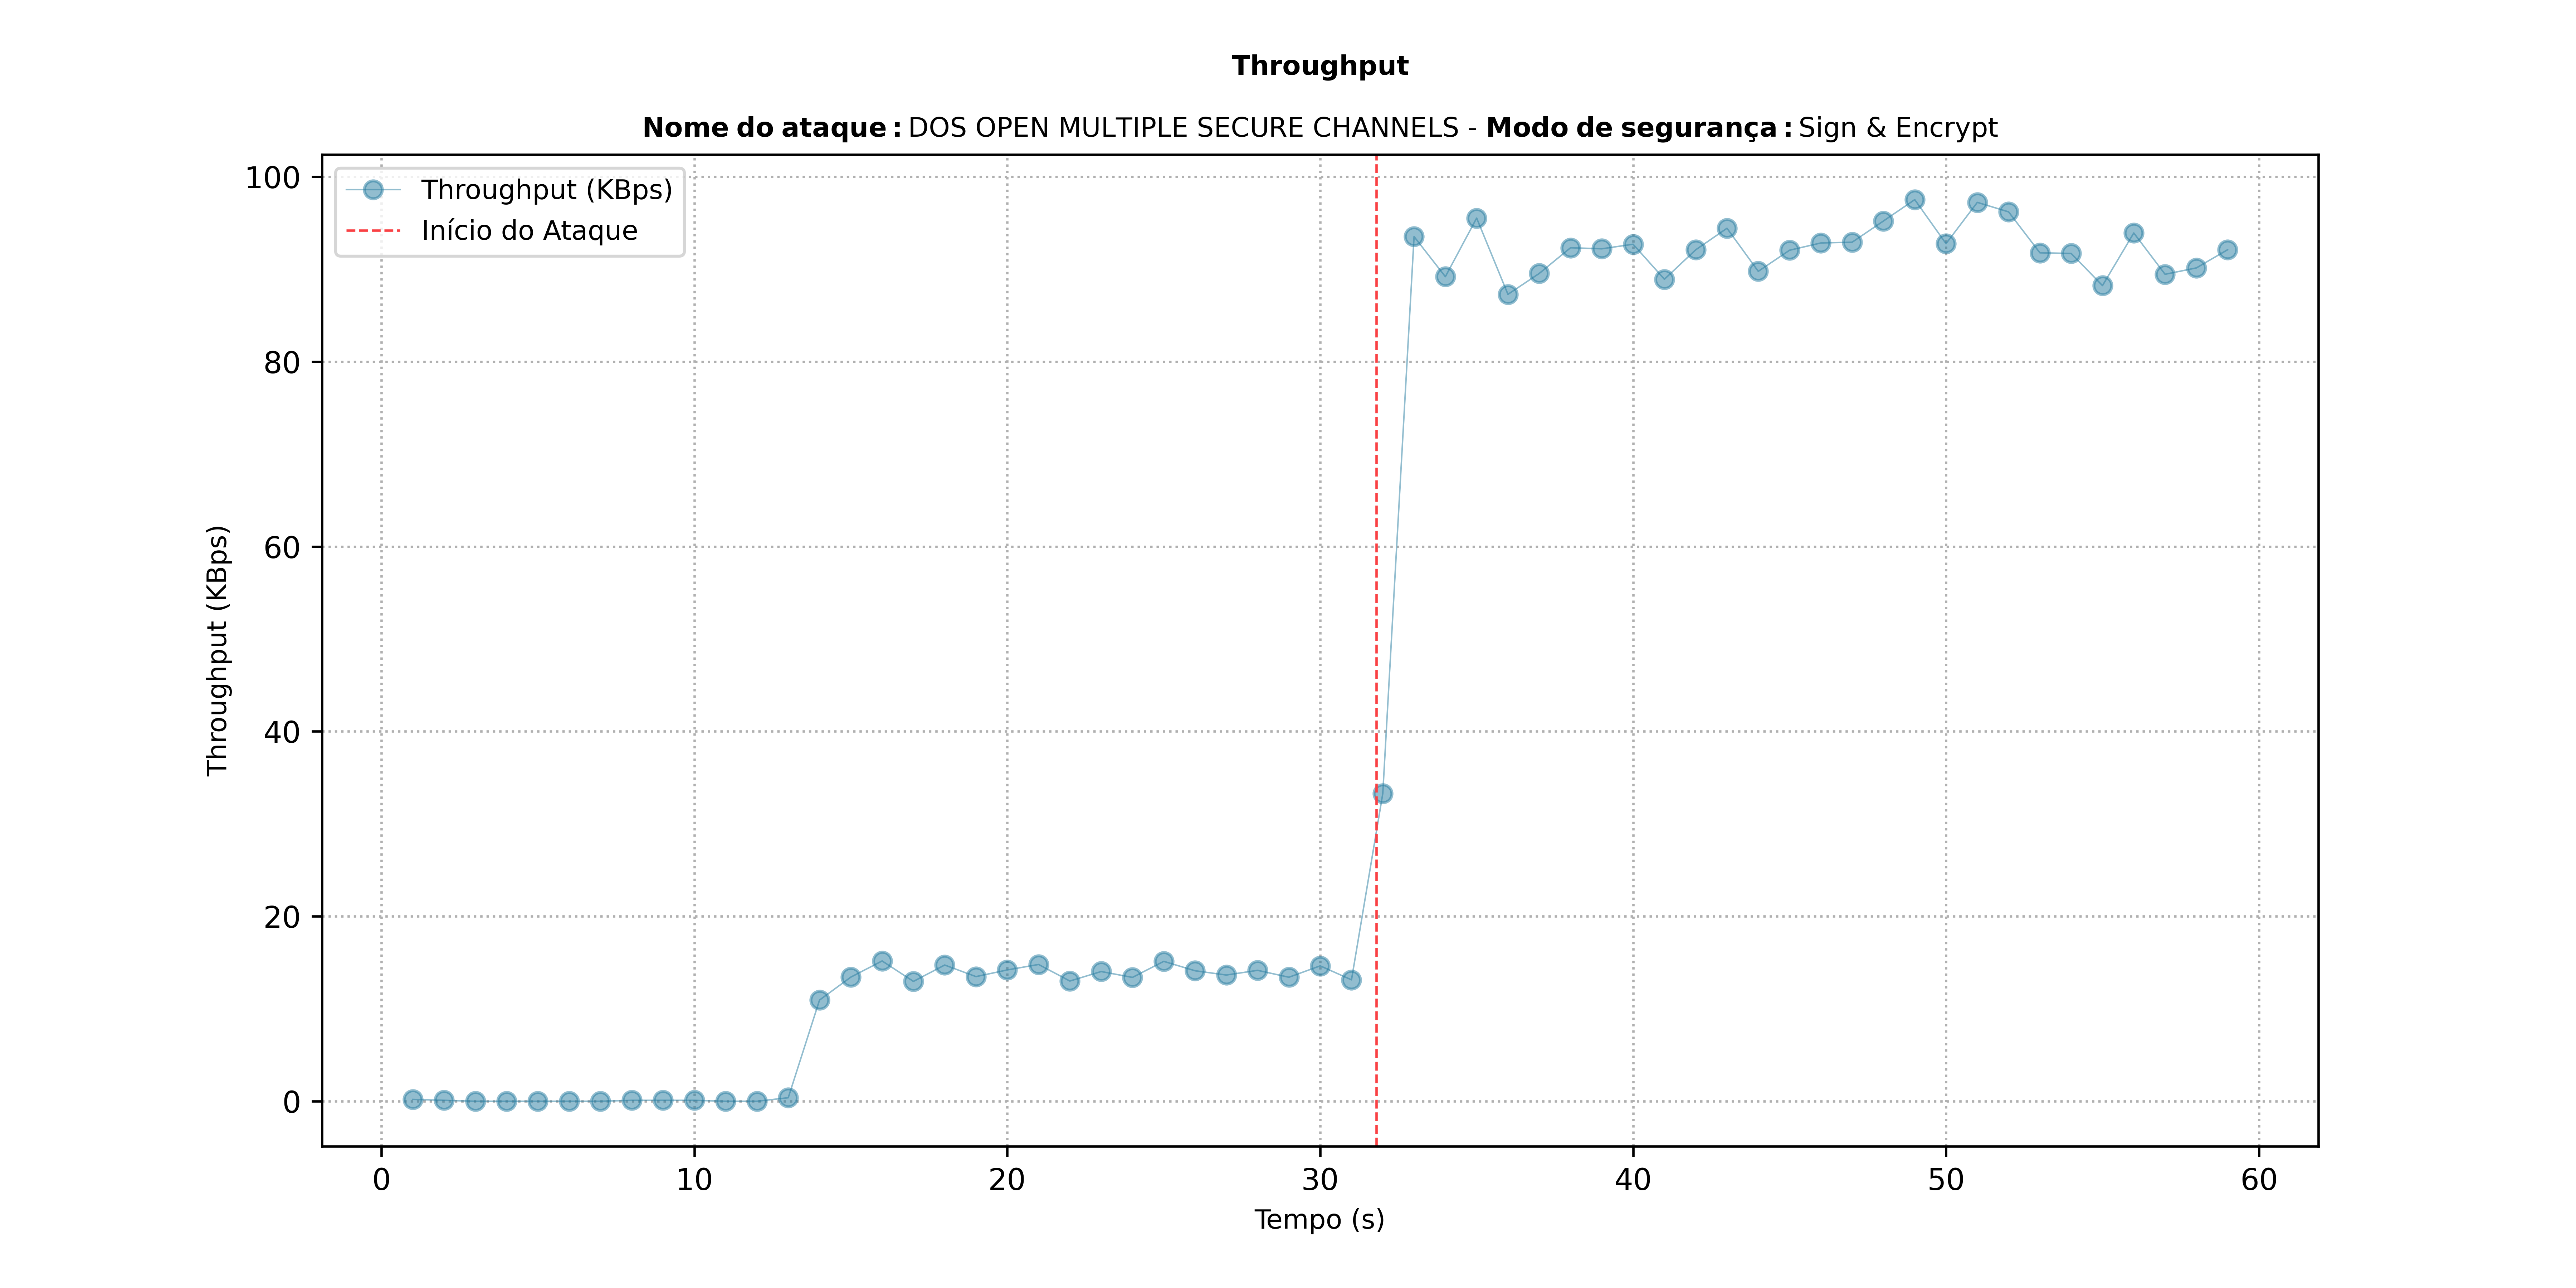 Throughput
Nome do ataque: DOS OPEN MULTIPLE SECURE CHANNELS - Modo de segurança: Sign & Encrypt
Throughput (KBps)
Início do Ataque
100
80
60
40
20
0
Throughput (KBps)
0 10 20 30 40 50 60
Tempo (s)